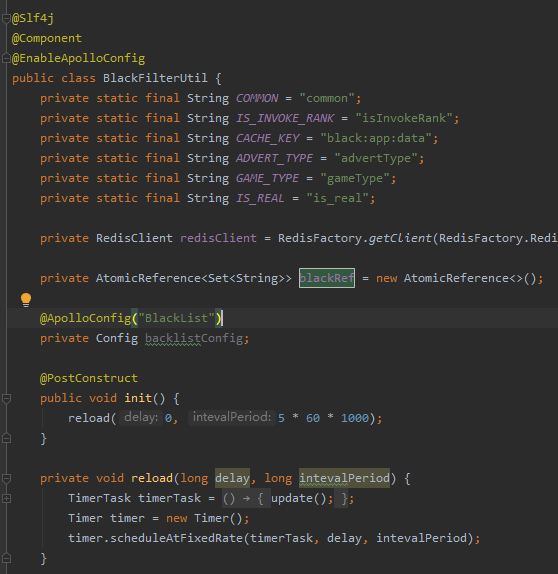 @Slf4j
@Component
@EnableApolloConfig
public class BlackFilterUtil {
private static final String COMMON = "common";
private static final String IS_INVOKE_RANK = "isInvokeRank";
private static final String CACHE_KEY = "black:app:data";
private static final String ADVERT_TYPE = "advertType";
private static final String GAME_TYPE = "gameType";
private static final String IS_REAL = "is_real";
private RedisClient redisClient = RedisFactory.getClient(RedisFactory.Redi
private AtomicReference<Set<String>> blackRef = new AtomicReference<>();
@ApolloConfig("BlackList")
private Config backlistConfig;
@PostConstruct
public void init() {
reload( delay: 0, intevalPeriod: 5 * 60 * 1000);
}
private void reload(long delay, long intevalPeriod) {
TimerTask timerTask = () → { update(); };
Timer timer = new Timer();
timer.scheduleAtFixedRate(timerTask, delay, intevalPeriod);
}